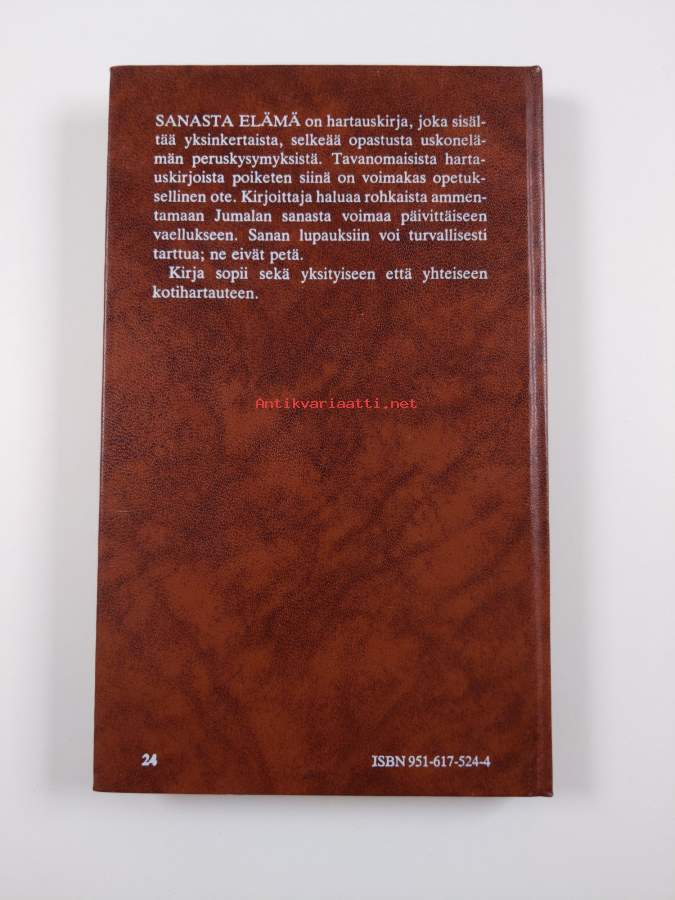 SANASTA ELÄMÄ on hartauskirja, joka sisäl-
tää yksinkertaista, selkeää opastusta uskonelä-
män peruskysymyksistä. Tavanomaisista harta-
uskirjoista poiketen siinä on voimakas opetuk-
sellinen ote. Kirjoittaja haluaa rohkaista ammen-
tamaan Jumalan sanasta voimaa päivittäiseen
vaellukseen. Sanan lupauksiin voi turvallisesti
tarttua; ne eivät petä.
Kirja sopii sekä yksityiseen että yhteiseen
kotihartauteen.
Antikvariaatti.net
24
ISBN 951-617-524-4